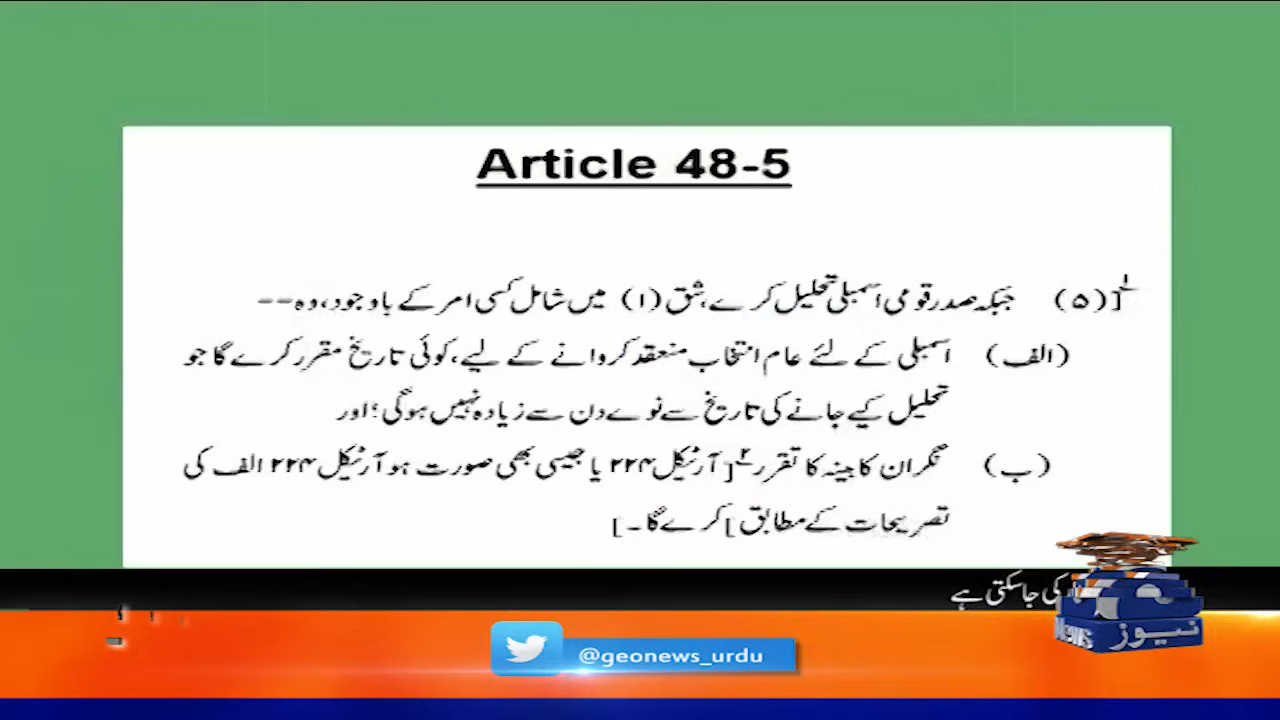 Article 48-5
۱[(۵) جبکہ صدر قومی اسمبلی تحلیل کرے، شق (۱) میں شامل کسی امر کے باوجود، وہ--
(الف) اسمبلی کے لئے عام انتخاب منعقد کروانے کے لیے، کوئی تاریخ مقرر کرے گا جو
تحلیل کیے جانے کی تاریخ سے نوے دن سے زیادہ نہیں ہوگی؛ اور
(ب) نگران کابینہ کا تقرر ۲[آرٹیکل ۲۲۴ یا جیسی بھی صورت ہو آرٹیکل ۲۲۴ الف کی
تصریحات کے مطابق] کرے گا۔]
کی جاسکتی ہے
News نیوز
@geonews_urdu